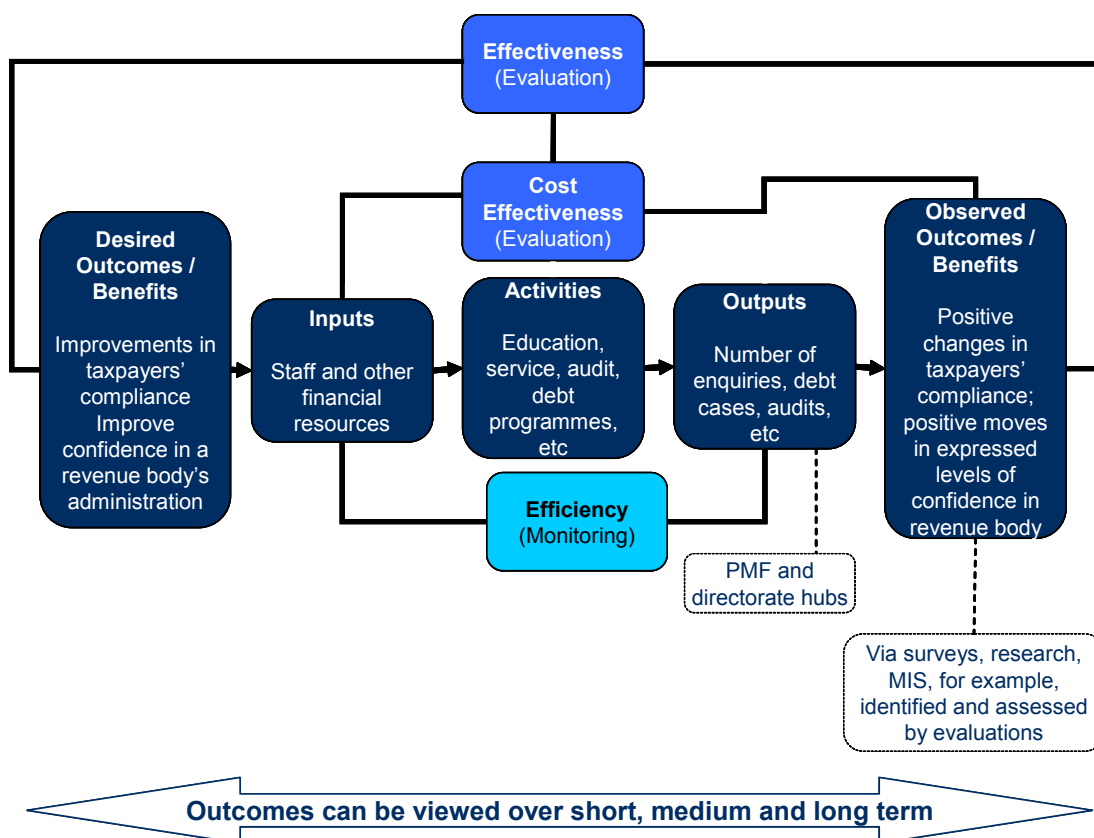 Effectiveness
(Evaluation)
Cost
Effectiveness
(Evaluation)
Desired
Outcomes /
Benefits
Improvements in
taxpayers’
compliance
Improve
confidence in a
revenue body’s
administration
Inputs
Staff and other
financial
resources
Activities
Education,
service, audit,
debt
programmes,
etc
Outputs
Number of
enquiries, debt
cases, audits,
etc
Observed
Outcomes /
Benefits
Positive
changes in
taxpayers’
compliance;
positive moves
in expressed
levels of
confidence in
revenue body
Efficiency
(Monitoring)
PMF and
directorate hubs
Via surveys, research,
MIS, for example,
identified and assessed
by evaluations
Outcomes can be viewed over short, medium and long term